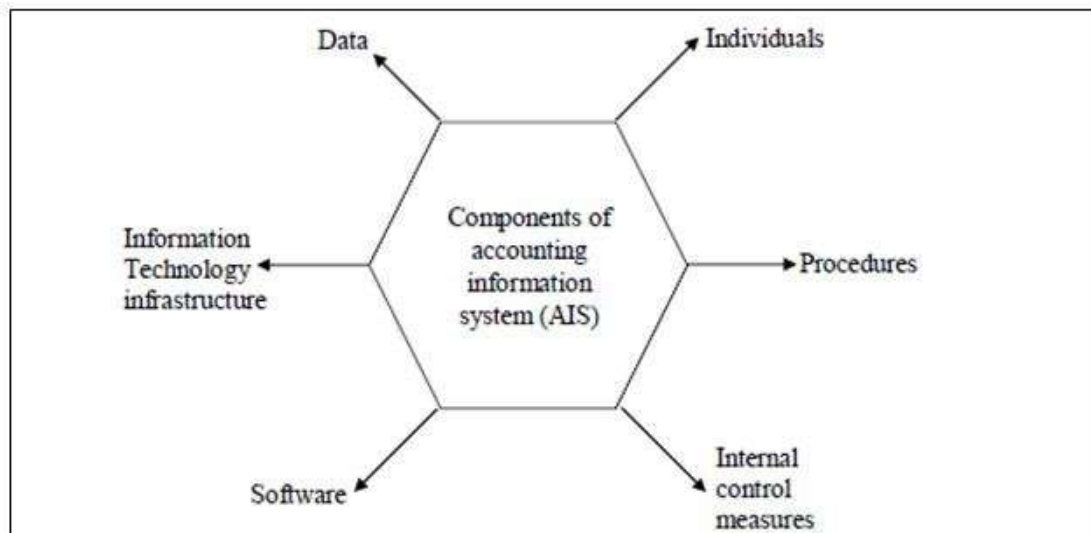 Data
Individuals
Components of
accounting
information
system (AIS)
Information
Technology
infrastructure
Procedures
Software
Internal
control
measures